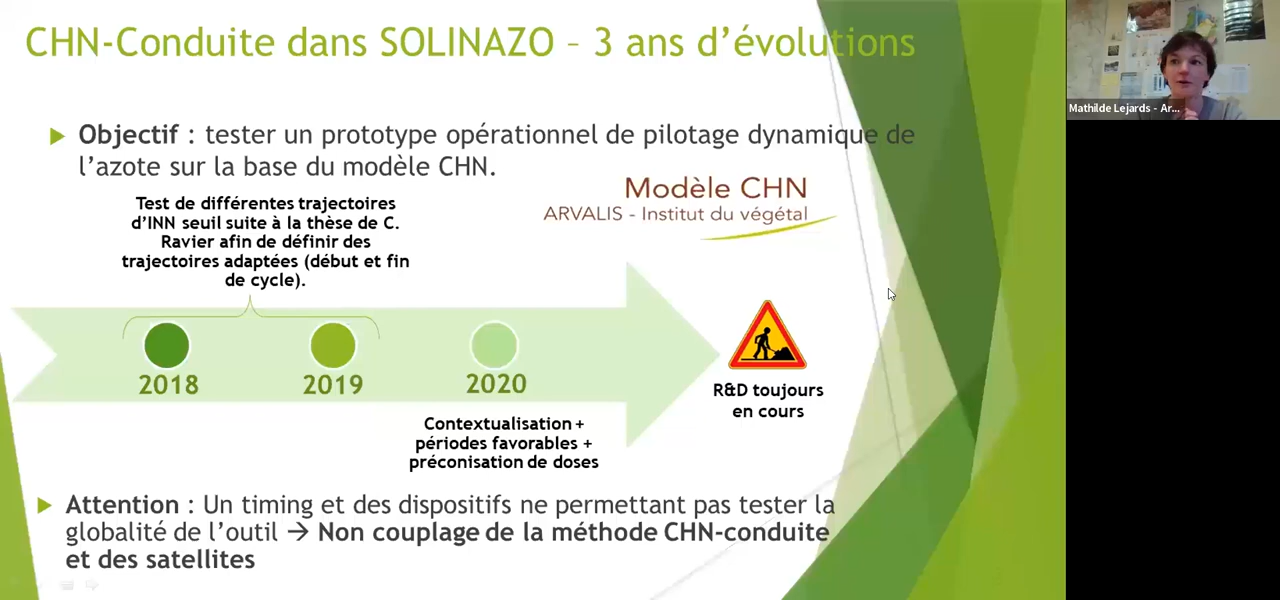 CHN-Conduite dans SOLINAZO – 3 ans d'évolutions
Mathilde Lejards - Ar...
Objectif : tester un prototype opérationnel de pilotage dynamique de
l'azote sur la base du modèle CHN.
Modèle CHN
ARVALIS - Institut du végétal
Test de différentes trajectoires
d'INN seuil suite à la thèse de C.
Ravier afin de définir des
trajectoires adaptées (début et fin
de cycle).
2018
2019
2020
R&D toujours
en cours
Contextualisation +
périodes favorables +
préconisation de doses
Attention : Un timing et des dispositifs ne permettant pas tester la
globalité de l'outil → Non couplage de la méthode CHN-conduite
et des satellites